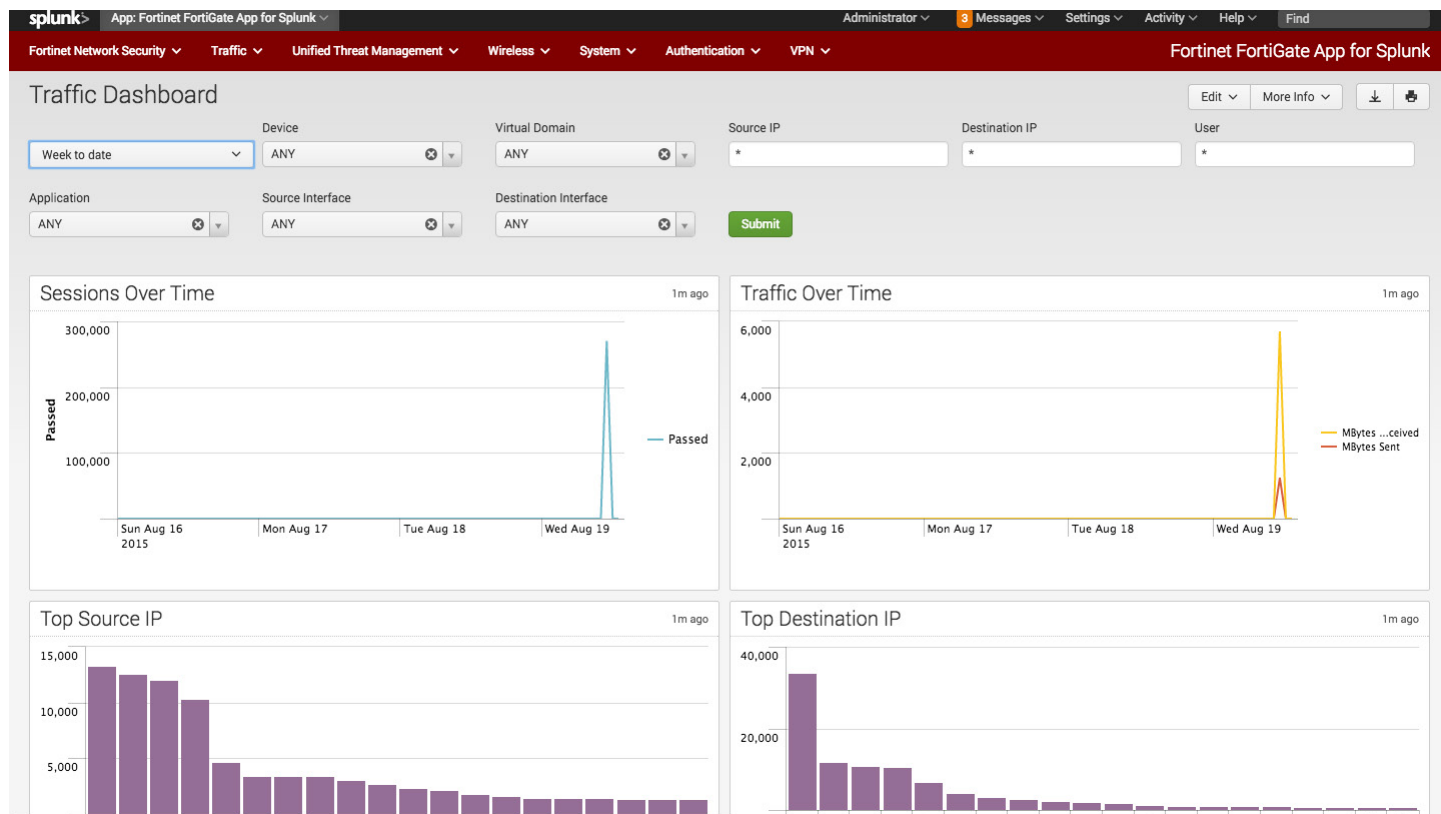 splunk> App: Fortinet FortiGate App for Splunk Administrator 3 Messages Settings Activity Help Find
Fortinet Network Security Traffic Unified Threat Management Wireless System Authentication VPN Fortinet FortiGate App for Splunk
Traffic Dashboard Edit More Info
Device Virtual Domain Source IP Destination IP User
Week to date ANY ANY * * *
Application Source Interface Destination Interface
ANY ANY ANY Submit
Sessions Over Time 1m ago
300,000
200,000
100,000
Passed
Passed
Sun Aug 16 Mon Aug 17 Tue Aug 18 Wed Aug 19
2015
Traffic Over Time 1m ago
6,000
4,000
2,000
MBytes ...ceived
MBytes Sent
Sun Aug 16 Mon Aug 17 Tue Aug 18 Wed Aug 19
2015
Top Source IP 1m ago
15,000
10,000
5,000
Top Destination IP 1m ago
40,000
20,000